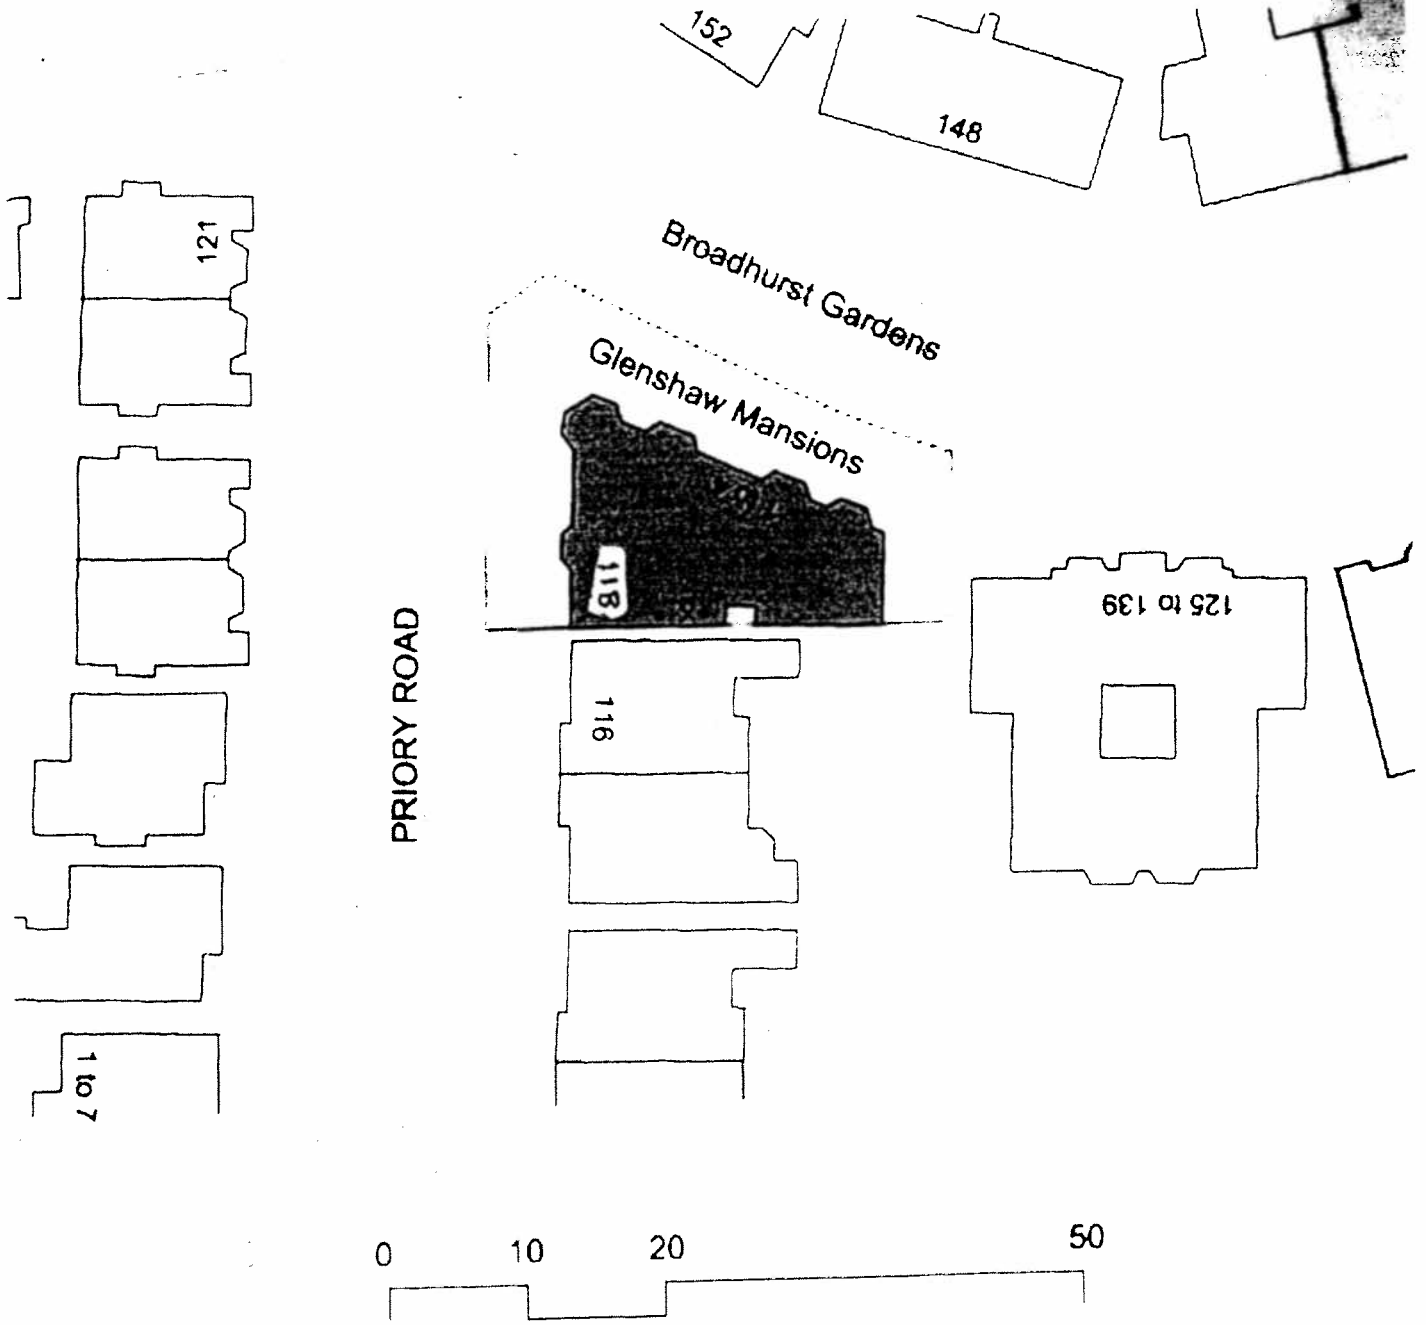 152
148
121
Broadhurst Gardens
Glenshaw Mansions
118
125 to 139
PRIORY ROAD
116
1 to 7
0 10 20 50